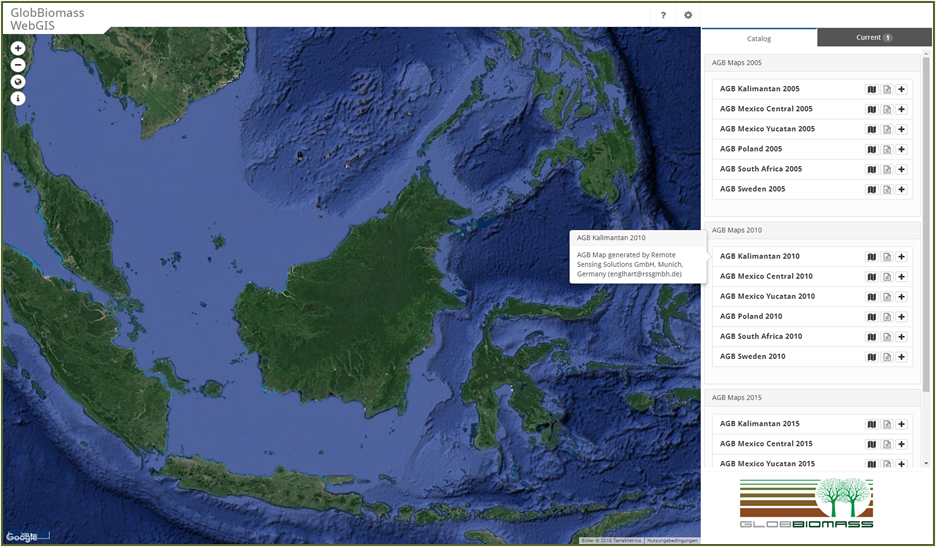 GlobBiomass
WebGIS
?
Catalog
Current 1
AGB Maps 2005
AGB Kalimantan 2005
AGB Mexico Central 2005
AGB Mexico Yucatan 2005
AGB Poland 2005
AGB South Africa 2005
AGB Sweden 2005
AGB Maps 2010
AGB Kalimantan 2010
AGB Map generated by Remote
Sensing Solutions GmbH, Munich,
Germany (englhart@rssgmbh.de)
AGB Kalimantan 2010
AGB Mexico Central 2010
AGB Mexico Yucatan 2010
AGB Poland 2010
AGB South Africa 2010
AGB Sweden 2010
AGB Maps 2015
AGB Kalimantan 2015
AGB Mexico Central 2015
AGB Mexico Yucatan 2015
GLOBBIOMASS
Google
Bilder © 2018 TerraMetrics Nutzungsbedingungen